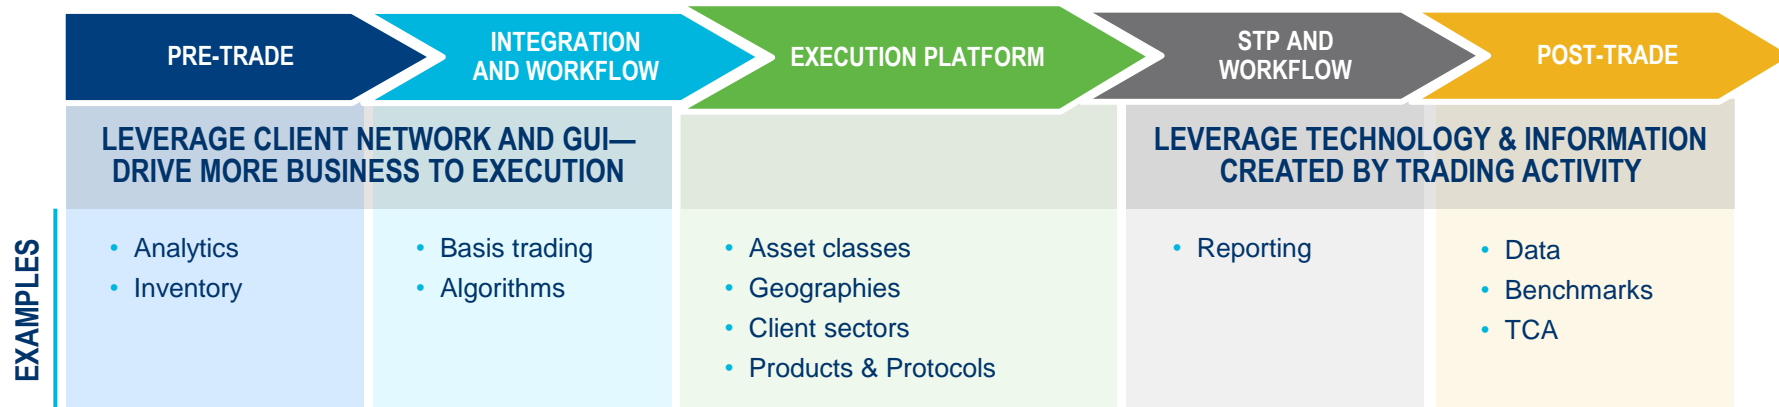 PRE-TRADE
INTEGRATION
AND WORKFLOW
EXECUTION PLATFORM
STP AND
WORKFLOW
POST-TRADE
LEVERAGE CLIENT NETWORK AND GUI—
DRIVE MORE BUSINESS TO EXECUTION
LEVERAGE TECHNOLOGY & INFORMATION
CREATED BY TRADING ACTIVITY
EXAMPLES
• Analytics
• Inventory
• Basis trading
• Algorithms
• Asset classes
• Geographies
• Client sectors
• Products & Protocols
• Reporting
• Data
• Benchmarks
• TCA